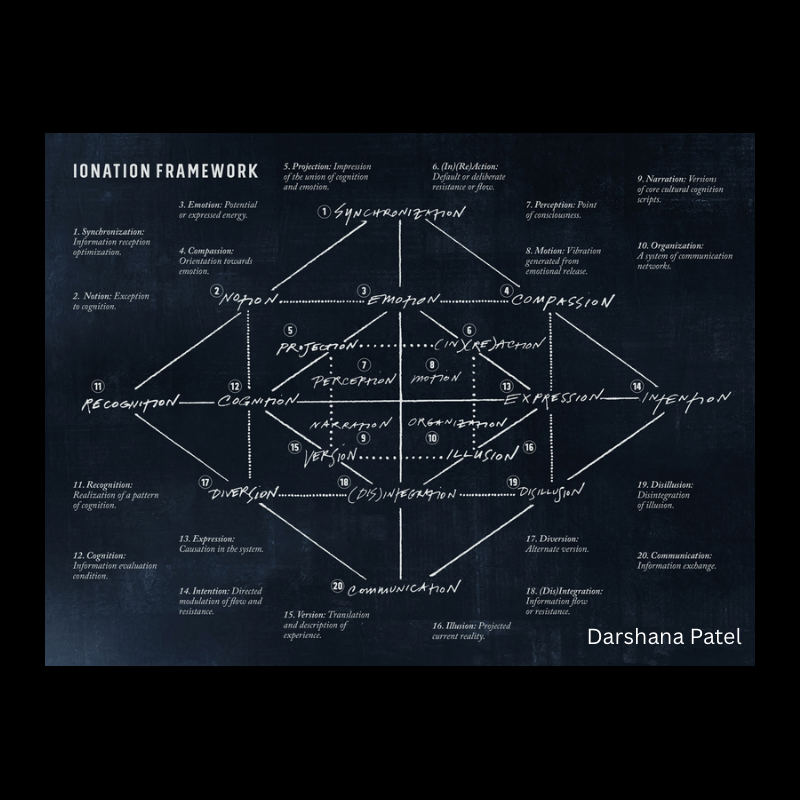 IONATION FRAMEWORK
5. Projection: Impression
of the union of cognition
and emotion.
6. (In)(Re)Action:
Default or deliberate
resistance or flow.
9. Narration: Versions
of core cultural cognition
scripts.
3. Emotion: Potential
or expressed energy.
7. Perception: Point
of consciousness.
1. Synchronization:
Information reception
optimization.
4. Compassion:
Orientation towards
emotion.
8. Motion: Vibration
generated from
emotional release.
10. Organization:
A system of communication
networks.
2. Notion: Exception
to cognition.
1 SYNCHRONIZATION
2 NOTION 3 EMOTION 4 COMPASSION
5 PROJECTION 6 (IN)(RE)ACTION
7 PERCEPTION 8 MOTION
11 RECOGNITION 12 COGNITION 13 EXPRESSION 14 INTENTION
NARRATION 9 ORGANIZATION 10
15 VERSION ILLUSION 16
17 DIVERSION 18 (DIS)INTEGRATION 19 DISILLUSION
20 COMMUNICATION
11. Recognition:
Realization of a pattern
of cognition.
19. Disillusion:
Disintegration
of illusion.
13. Expression:
Causation in the system.
17. Diversion:
Alternate version.
12. Cognition:
Information evaluation
condition.
20. Communication:
Information exchange.
14. Intention: Directed
modulation of flow and
resistance.
18. (Dis)Integration:
Information flow
or resistance.
15. Version: Translation
and description of
experience.
16. Illusion: Projected
current reality.
Darshana Patel